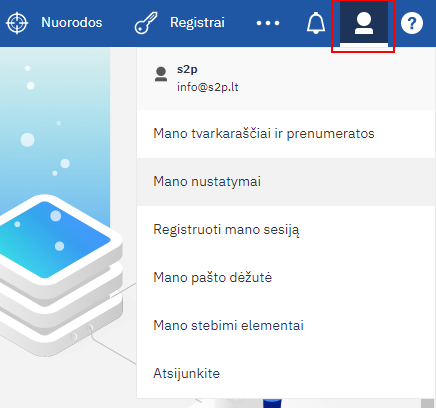 Nuorodos Registrai ?
s2p
info@s2p.lt
Mano tvarkaraščiai ir prenumeratos
Mano nustatymai
Registruoti mano sesiją
Mano pašto dėžutė
Mano stebimi elementai
Atsijunkite